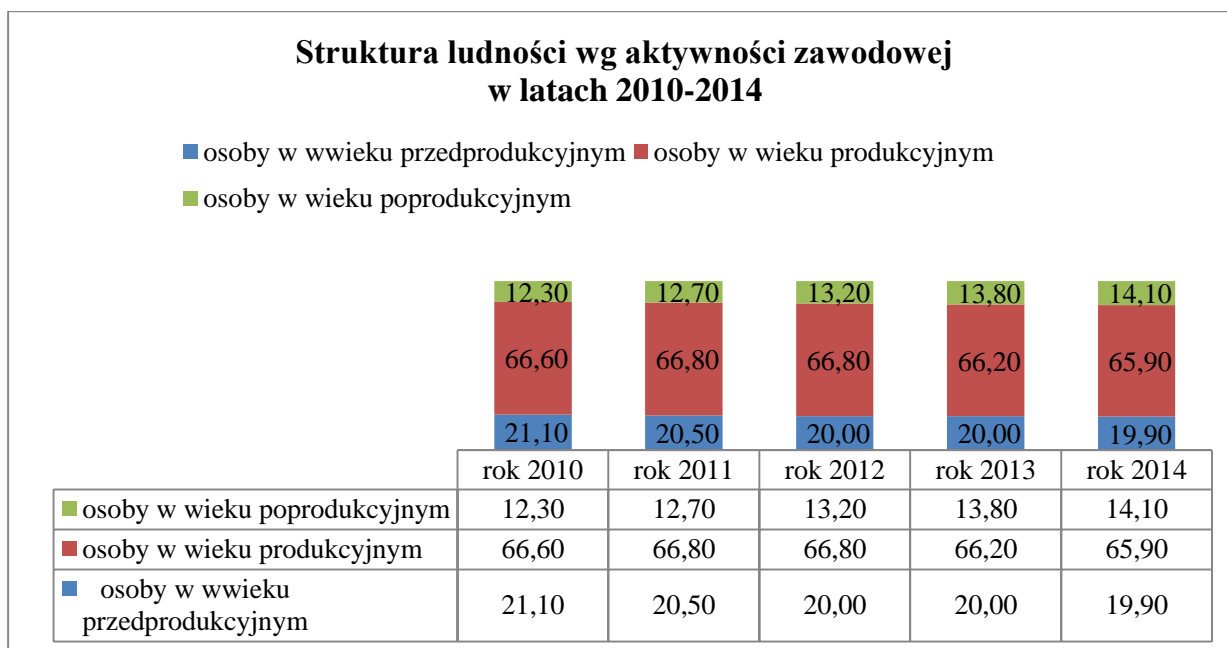 Struktura ludności wg aktywności zawodowej
w latach 2010-2014
osoby w wwieku przedprodukcyjnym osoby w wieku produkcyjnym
osoby w wieku poprodukcyjnym
12,30 12,70 13,20 13,80 14,10
66,60 66,80 66,80 66,20 65,90
21,10 20,50 20,00 20,00 19,90
rok 2010 rok 2011 rok 2012 rok 2013 rok 2014
osoby w wieku poprodukcyjnym 12,30 12,70 13,20 13,80 14,10
osoby w wieku produkcyjnym 66,60 66,80 66,80 66,20 65,90
osoby w wwieku
przedprodukcyjnym 21,10 20,50 20,00 20,00 19,90